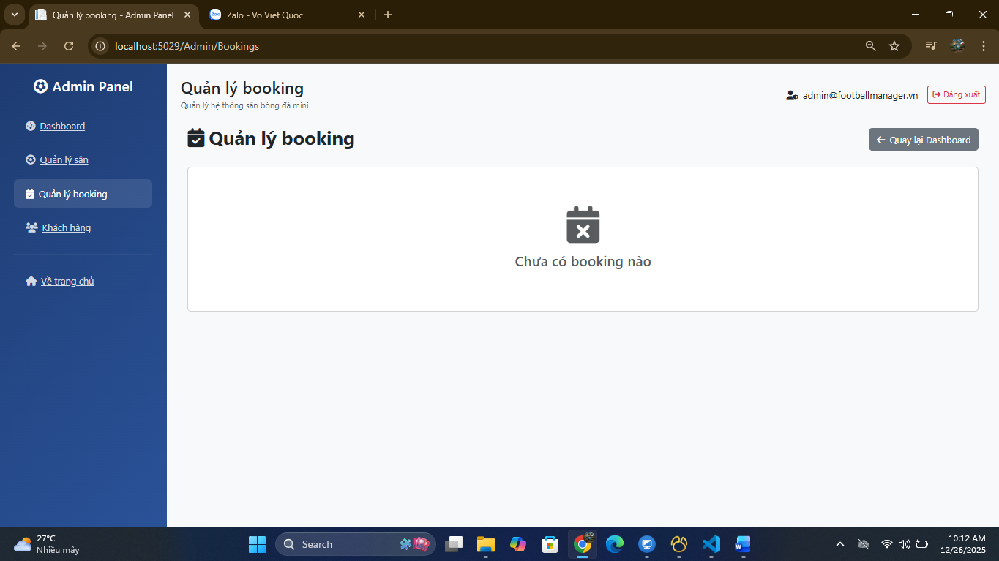 Quản lý booking - Admin Panel
Zalo - Vo Viet Quoc
localhost:5029/Admin/Bookings
Admin Panel
Dashboard
Quản lý sân
Quản lý booking
Khách hàng
Về trang chủ
Quản lý booking
Quản lý hệ thống sân bóng đá mini
admin@footballmanager.vn
Đăng xuất
Quản lý booking
Quay lại Dashboard
Chưa có booking nào
27°C
Nhiều mây
Search
10:12 AM
12/26/2025